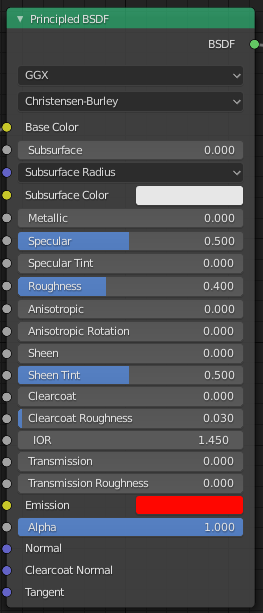 Principled BSDF
BSDF
GGX
Christensen-Burley
Base Color
Subsurface 0.000
Subsurface Radius
Subsurface Color
Metallic 0.000
Specular 0.500
Specular Tint 0.000
Roughness 0.400
Anisotropic 0.000
Anisotropic Rotation 0.000
Sheen 0.000
Sheen Tint 0.500
Clearcoat 0.000
Clearcoat Roughness 0.030
IOR 1.450
Transmission 0.000
Transmission Roughness 0.000
Emission
Alpha 1.000
Normal
Clearcoat Normal
Tangent